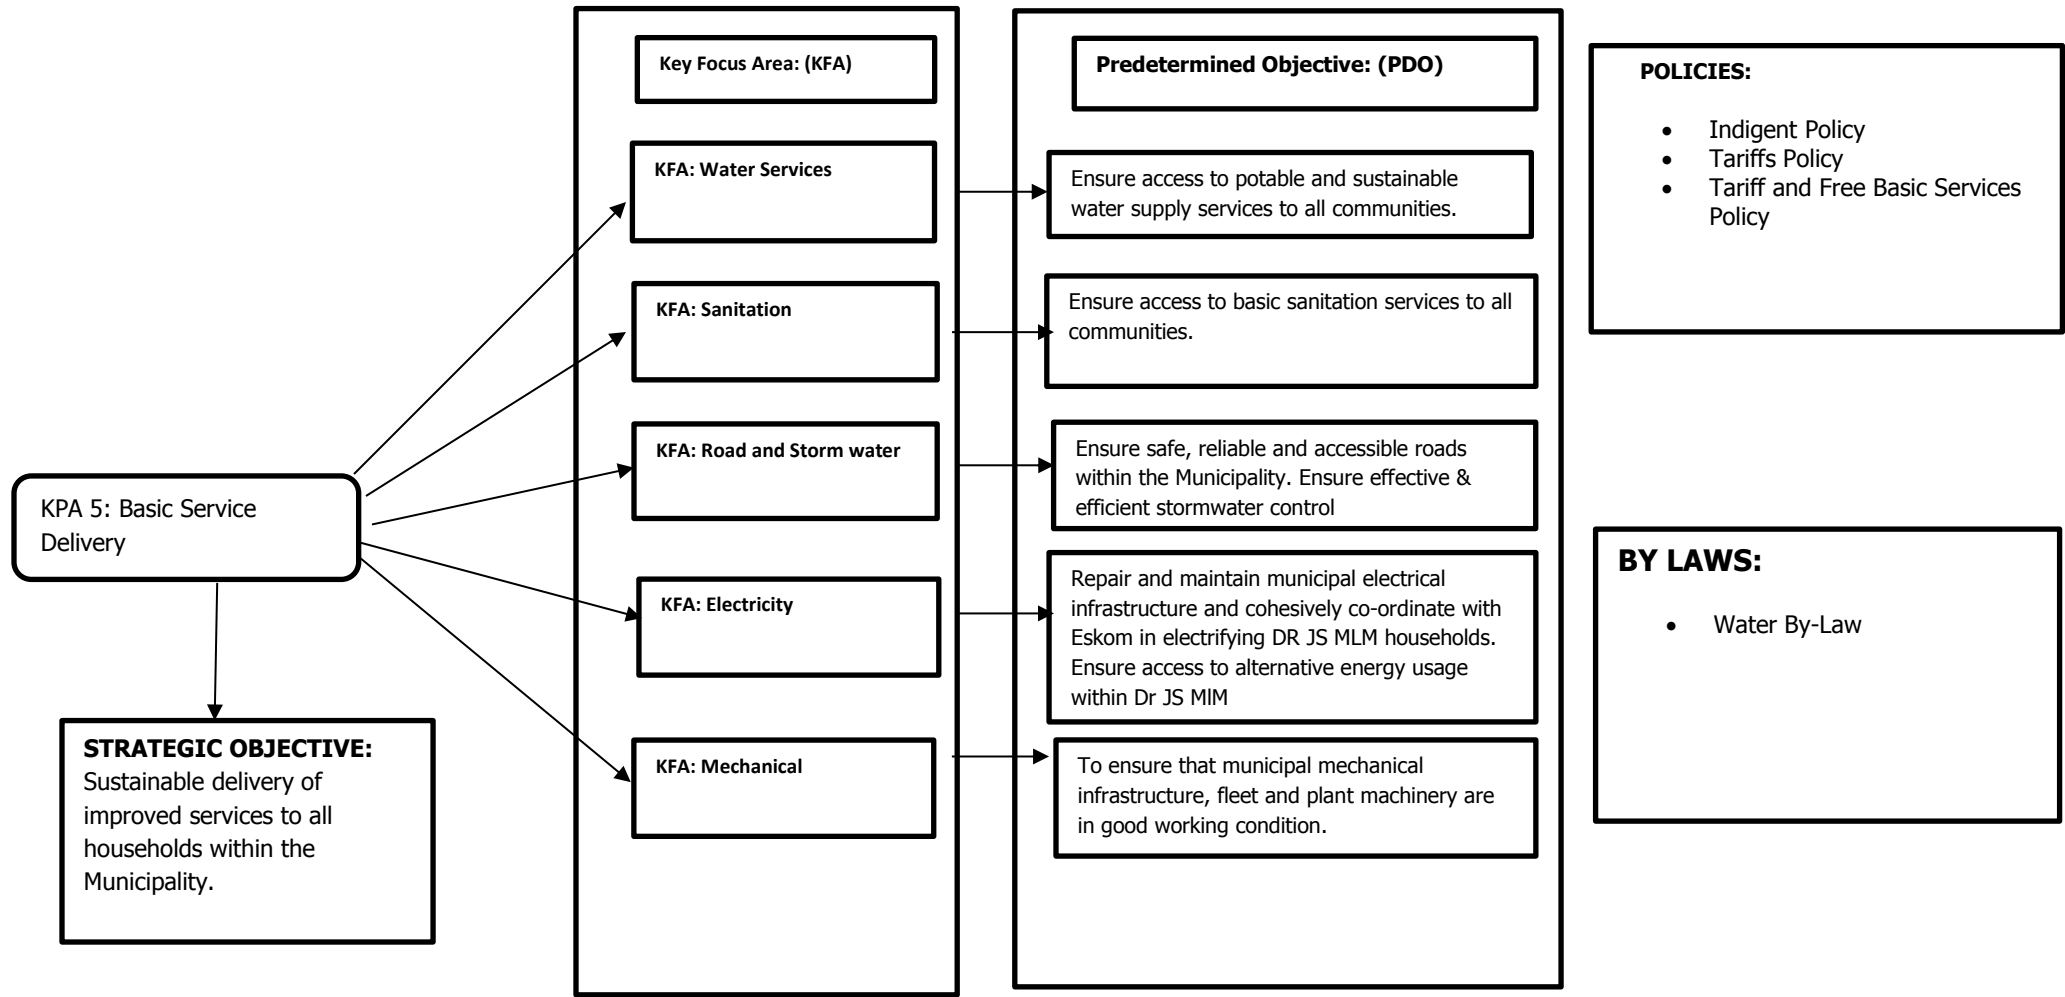 KPA 5: Basic Service
Delivery
STRATEGIC OBJECTIVE:
Sustainable delivery of
improved services to all
households within the
Municipality.
Key Focus Area: (KFA)
KFA: Water Services
KFA: Sanitation
KFA: Road and Storm water
KFA: Electricity
KFA: Mechanical
Predetermined Objective: (PDO)
Ensure access to potable and sustainable
water supply services to all communities.
Ensure access to basic sanitation services to all
communities.
Ensure safe, reliable and accessible roads
within the Municipality. Ensure effective &
efficient stormwater control
Repair and maintain municipal electrical
infrastructure and cohesively co-ordinate with
Eskom in electrifying DR JS MLM households.
Ensure access to alternative energy usage
within Dr JS MlM
To ensure that municipal mechanical
infrastructure, fleet and plant machinery are
in good working condition.
POLICIES:
• Indigent Policy
• Tariffs Policy
• Tariff and Free Basic Services
Policy
BY LAWS:
• Water By-Law